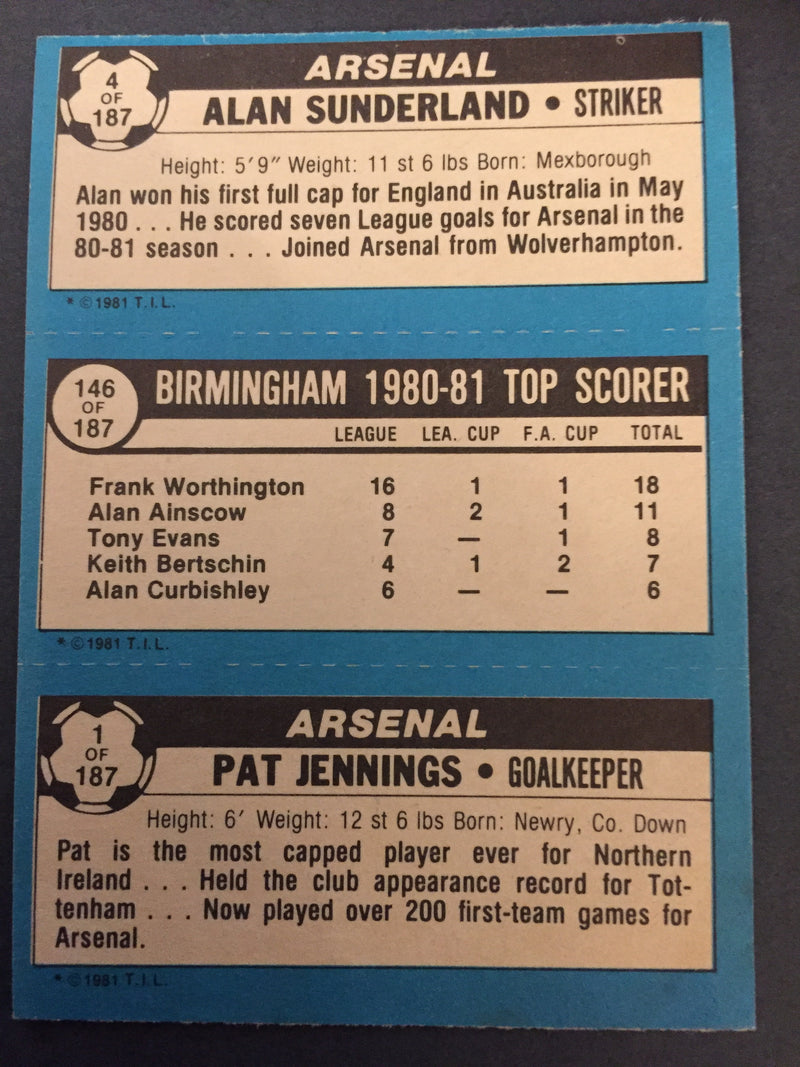 4
OF
187
ARSENAL
ALAN SUNDERLAND • STRIKER
Height: 5'9" Weight: 11 st 6 lbs Born: Mexborough
Alan won his first full cap for England in Australia in May
1980 . . . He scored seven League goals for Arsenal in the
80-81 season . . . Joined Arsenal from Wolverhampton.
* ©1981 T.I.L.
146
OF
187
BIRMINGHAM 1980-81 TOP SCORER
LEAGUE LEA. CUP F.A. CUP TOTAL
Frank Worthington 16 1 1 18
Alan Ainscow 8 2 1 11
Tony Evans 7 — 1 8
Keith Bertschin 4 1 2 7
Alan Curbishley 6 — — 6
* ©1981 T.I.L.
1
OF
187
ARSENAL
PAT JENNINGS • GOALKEEPER
Height: 6' Weight: 12 st 6 lbs Born: Newry, Co. Down
Pat is the most capped player ever for Northern
Ireland . . . Held the club appearance record for Tot-
tenham . . . Now played over 200 first-team games for
Arsenal.
* ©1981 T.I.L.